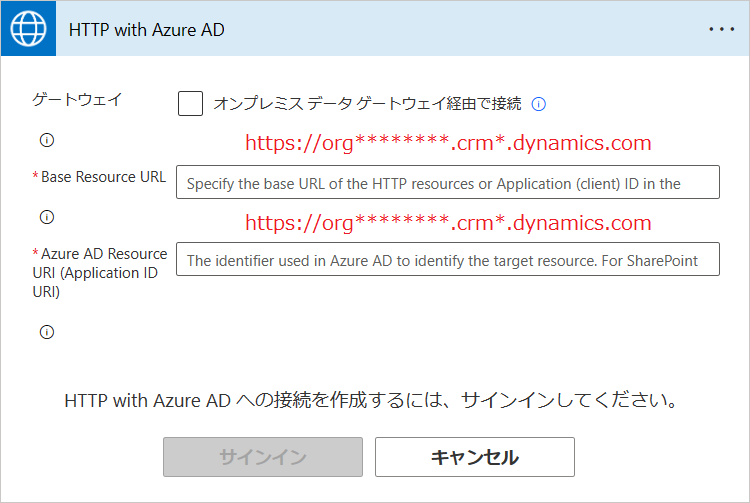 HTTP with Azure AD
ゲートウェイ
オンプレミス データ ゲートウェイ経由で接続
https://org********.crm*.dynamics.com
*Base Resource URL
Specify the base URL of the HTTP resources or Application (client) ID in the
https://org********.crm*.dynamics.com
*Azure AD Resource
URI (Application ID
URI)
The identifier used in Azure AD to identify the target resource. For SharePoint
HTTP with Azure AD への接続を作成するには、サインインしてください。
サインイン
キャンセル